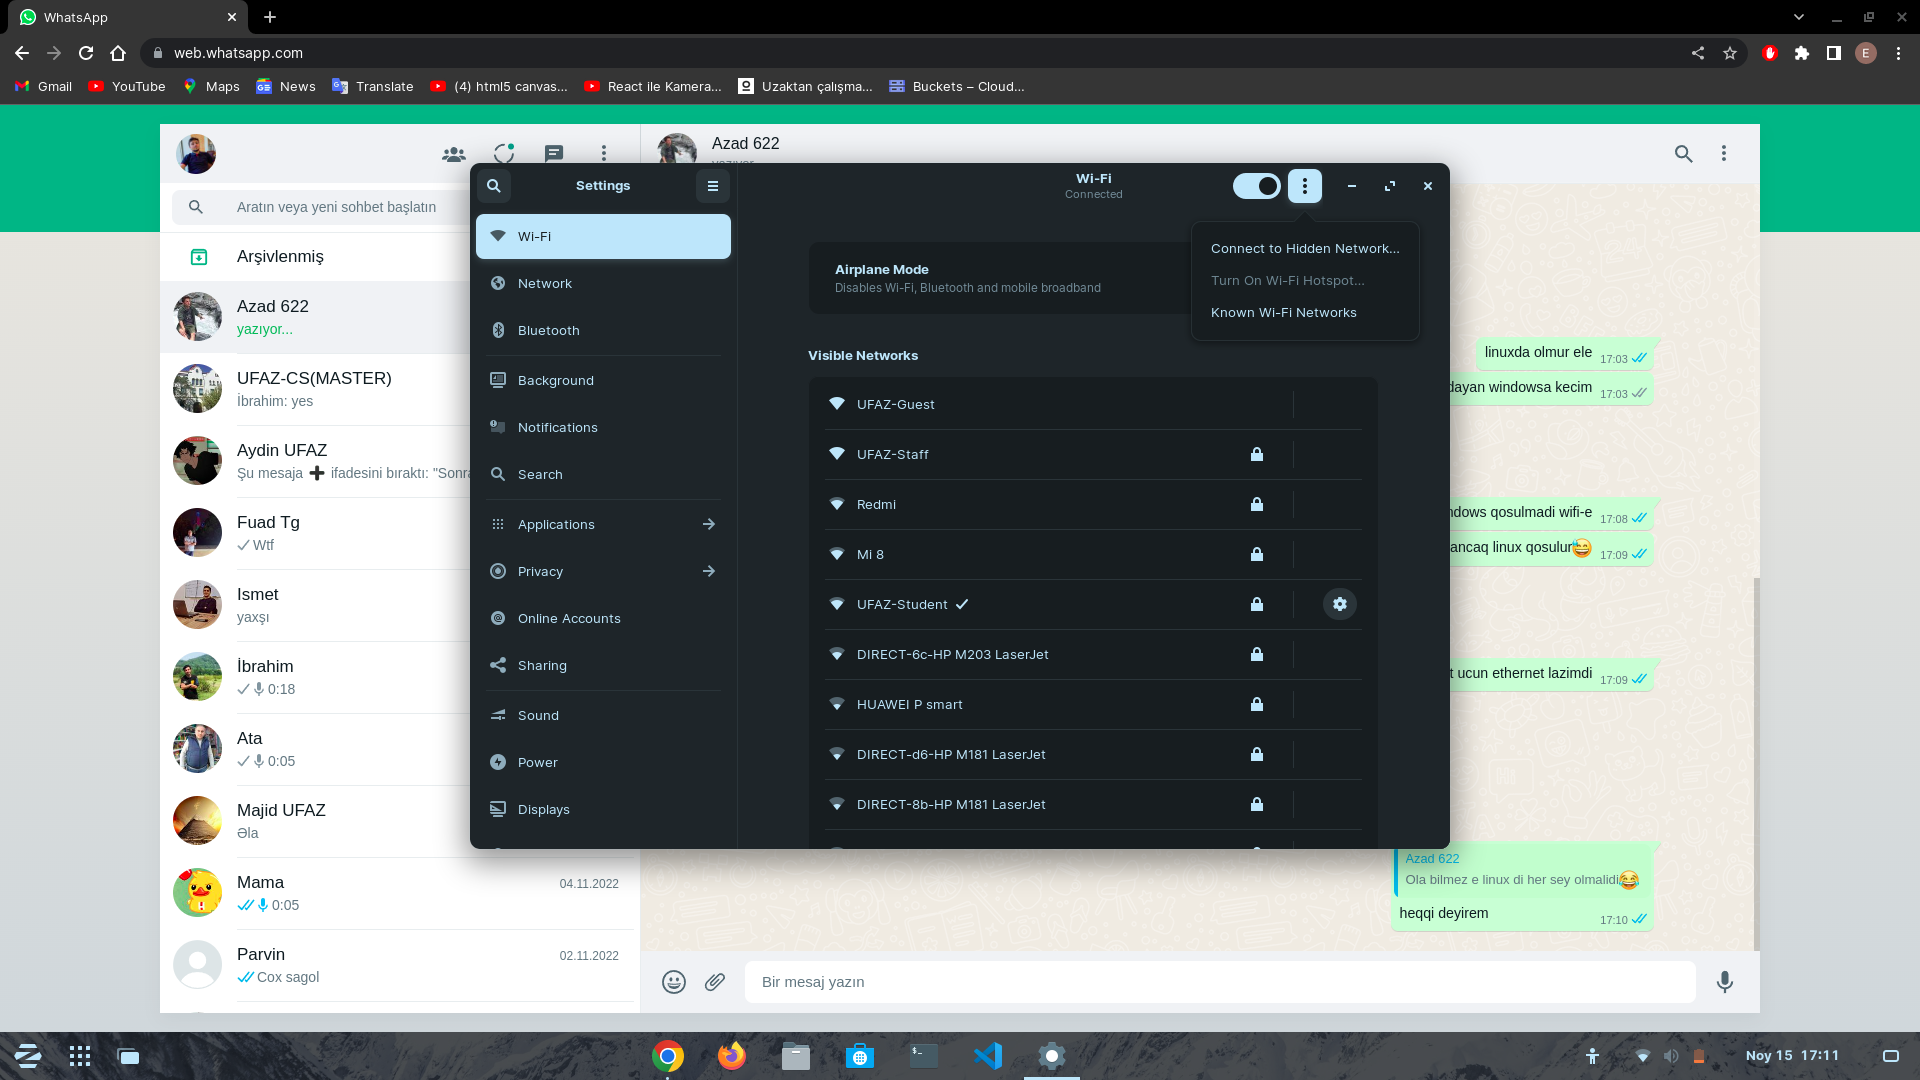 WhatsApp
web.whatsapp.com
E
Gmail
YouTube
Maps
News
Translate
(4) html5 canvas...
React ile Kamera...
Uzaktan çalışma...
Buckets – Cloud...
Azad 622
Aratın veya yeni sohbet başlatın
Arşivlenmiş
Azad 622
yazıyor...
UFAZ-CS(MASTER)
İbrahim: yes
Aydin UFAZ
Şu mesaja ➕ ifadesini bıraktı: "Sonra
Fuad Tg
Wtf
Ismet
yaxşı
İbrahim
0:18
Ata
0:05
Majid UFAZ
Əla
Mama
04.11.2022
0:05
Parvin
02.11.2022
Cox sagol
Settings
Wi-Fi
Network
Bluetooth
Background
Notifications
Search
Applications
Privacy
Online Accounts
Sharing
Sound
Power
Displays
Wi-Fi
Connected
Connect to Hidden Network...
Turn On Wi-Fi Hotspot...
Known Wi-Fi Networks
Airplane Mode
Disables Wi-Fi, Bluetooth and mobile broadband
Visible Networks
UFAZ-Guest
UFAZ-Staff
Redmi
Mi 8
UFAZ-Student
DIRECT-6c-HP M203 LaserJet
HUAWEI P smart
DIRECT-d6-HP M181 LaserJet
DIRECT-8b-HP M181 LaserJet
linuxda olmur ele
17:03
dayan windowsa kecim
17:03
ndows qosulmadi wifi-e
17:08
ancaq linux qosulur😅
17:09
t ucun ethernet lazimdi
17:09
Azad 622
Ola bilmez e linux di her sey olmalidi😂
heqqi deyirem
17:10
Bir mesaj yazın
Noy 15 17:11